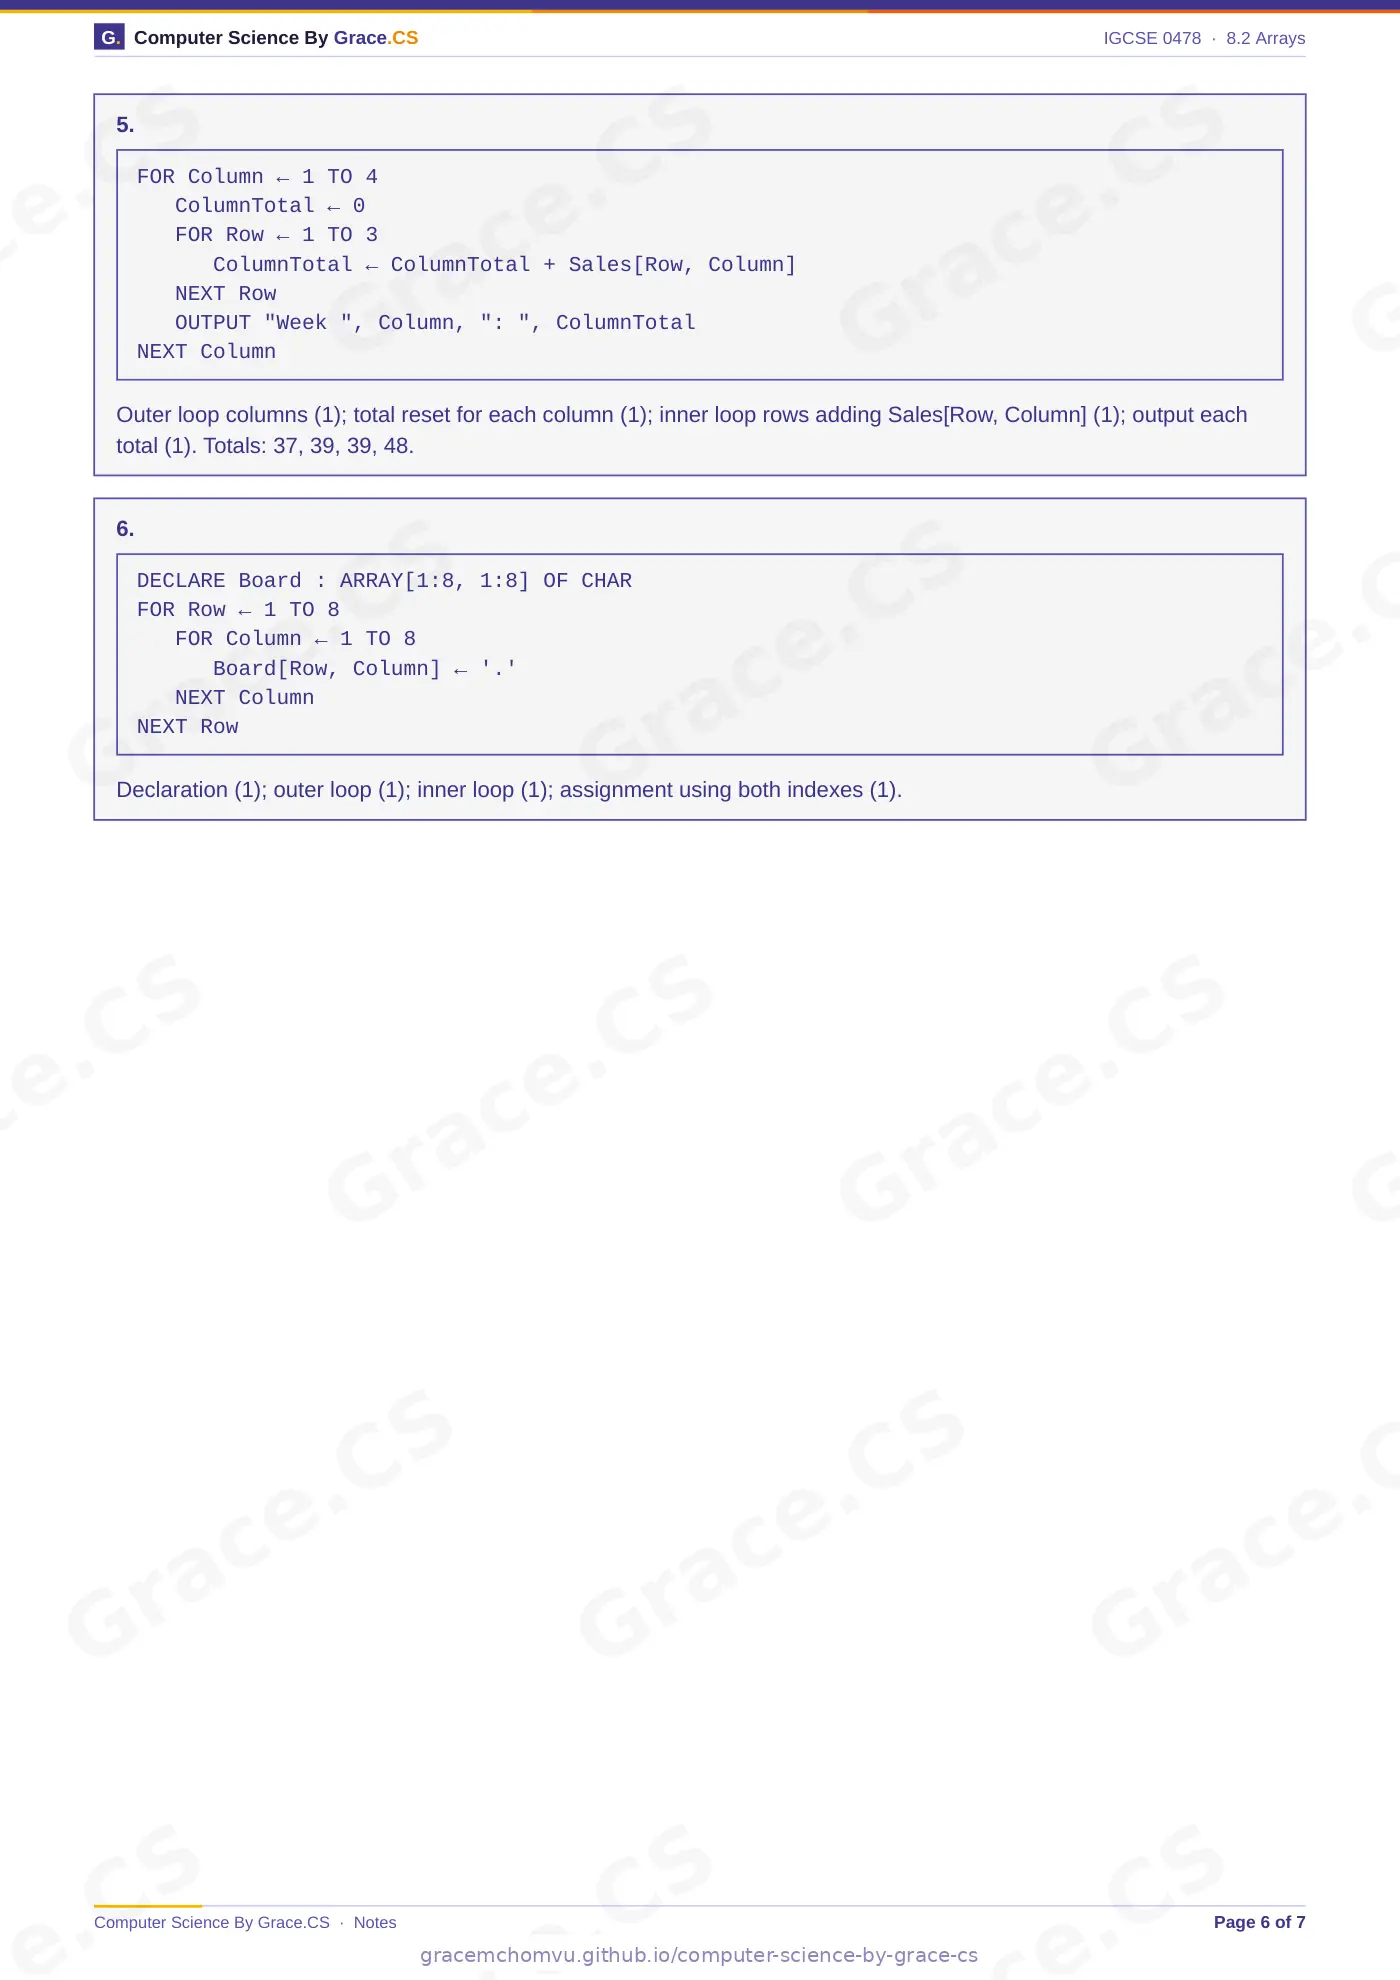 G. Computer Science By Grace.CS
IGCSE 0478 · 8.2 Arrays
5.
FOR Column ← 1 TO 4
   ColumnTotal ← 0
   FOR Row ← 1 TO 3
      ColumnTotal ← ColumnTotal + Sales[Row, Column]
   NEXT Row
   OUTPUT "Week ", Column, ": ", ColumnTotal
NEXT Column
Outer loop columns (1); total reset for each column (1); inner loop rows adding Sales[Row, Column] (1); output each
total (1). Totals: 37, 39, 39, 48.
6.
DECLARE Board : ARRAY[1:8, 1:8] OF CHAR
FOR Row ← 1 TO 8
   FOR Column ← 1 TO 8
      Board[Row, Column] ← '.'
   NEXT Column
NEXT Row
Declaration (1); outer loop (1); inner loop (1); assignment using both indexes (1).
Computer Science By Grace.CS · Notes
Page 6 of 7
gracemchomvu.github.io/computer-science-by-grace-cs